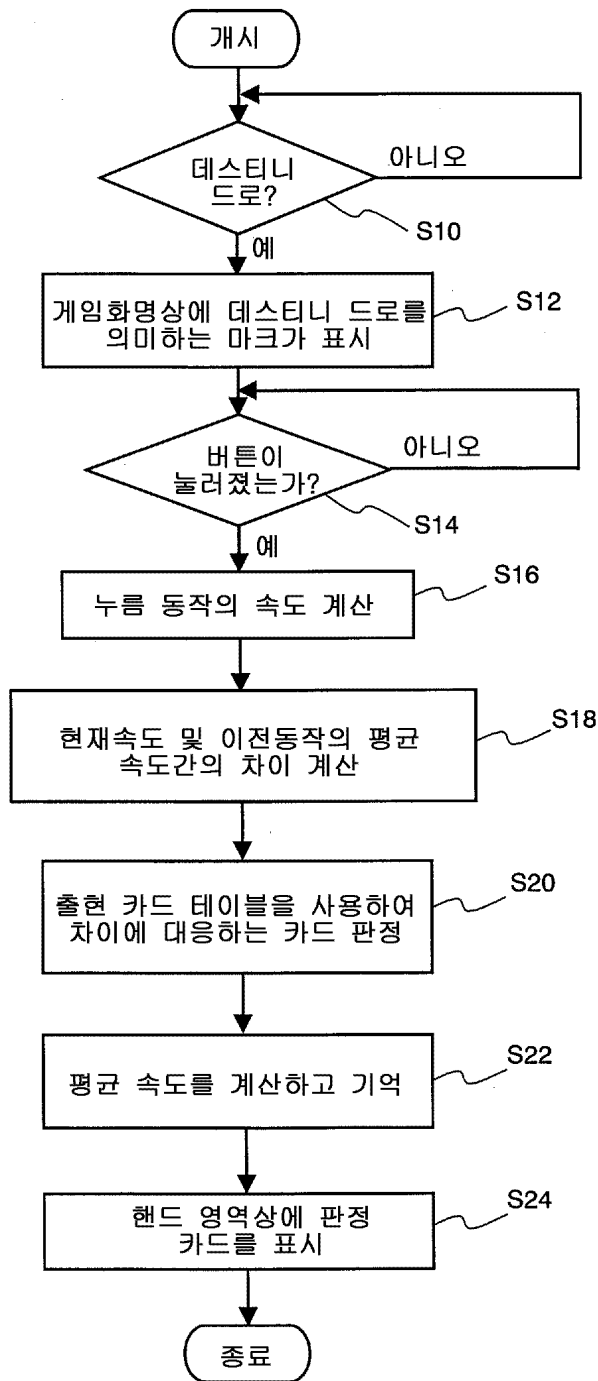 개시
데스티니
드로?
아니오
S10
예
게임화명상에 데스티니 드로를
의미하는 마크가 표시
S12
버튼이
눌러졌는가?
아니오
S14
예
누름 동작의 속도 계산
S16
현재속도 및 이전동작의 평균
속도간의 차이 계산
S18
출현 카드 테이블을 사용하여
차이에 대응하는 카드 판정
S20
평균 속도를 계산하고 기억
S22
핸드 영역상에 판정
카드를 표시
S24
종료